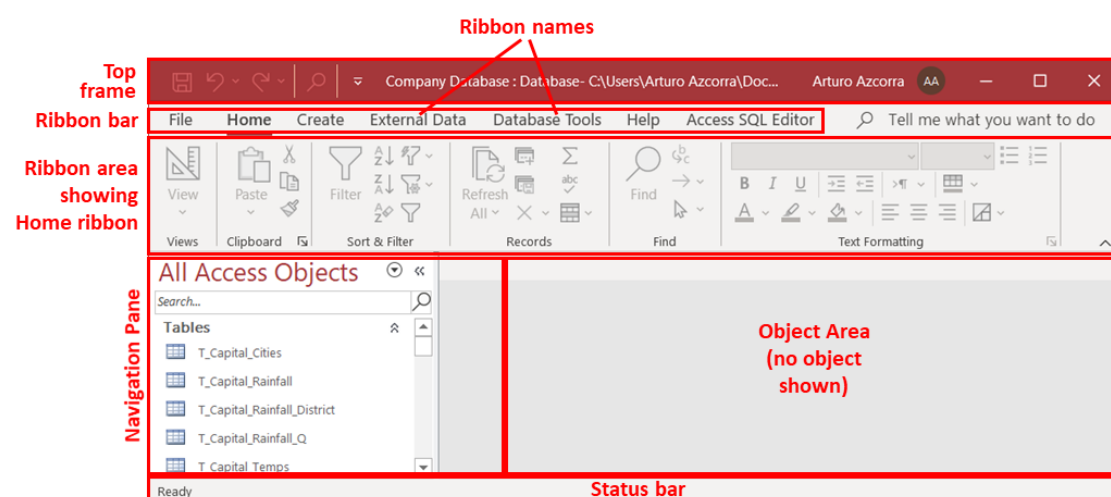 Ribbon names
Top
frame
Company Database : Database- C:\Users\Arturo Azcorra\Doc...
Arturo Azcorra
AA
Ribbon bar
File
Home
Create
External Data
Database Tools
Help
Access SQL Editor
Tell me what you want to do
Ribbon area
showing
Home ribbon
View
Paste
Filter
Refresh
All
abc
Find
B I U
A
Views
Clipboard
Sort & Filter
Records
Find
Text Formatting
Navigation Pane
All Access Objects
Search...
Tables
T_Capital_Cities
T_Capital_Rainfall
T_Capital_Rainfall_District
T_Capital_Rainfall_Q
T_Capital_Temps
Object Area
(no object
shown)
Ready
Status bar